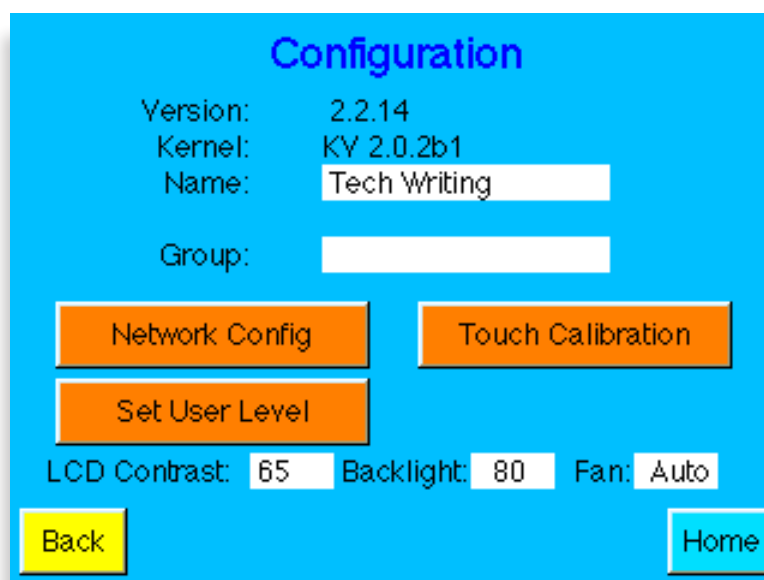 Configuration
Version: 2.2.14
Kernel: KV 2.0.2b1
Name: Tech Writing
Group:
Network Config Touch Calibration
Set User Level
LCD Contrast: 65 Backlight: 80 Fan: Auto
Back Home